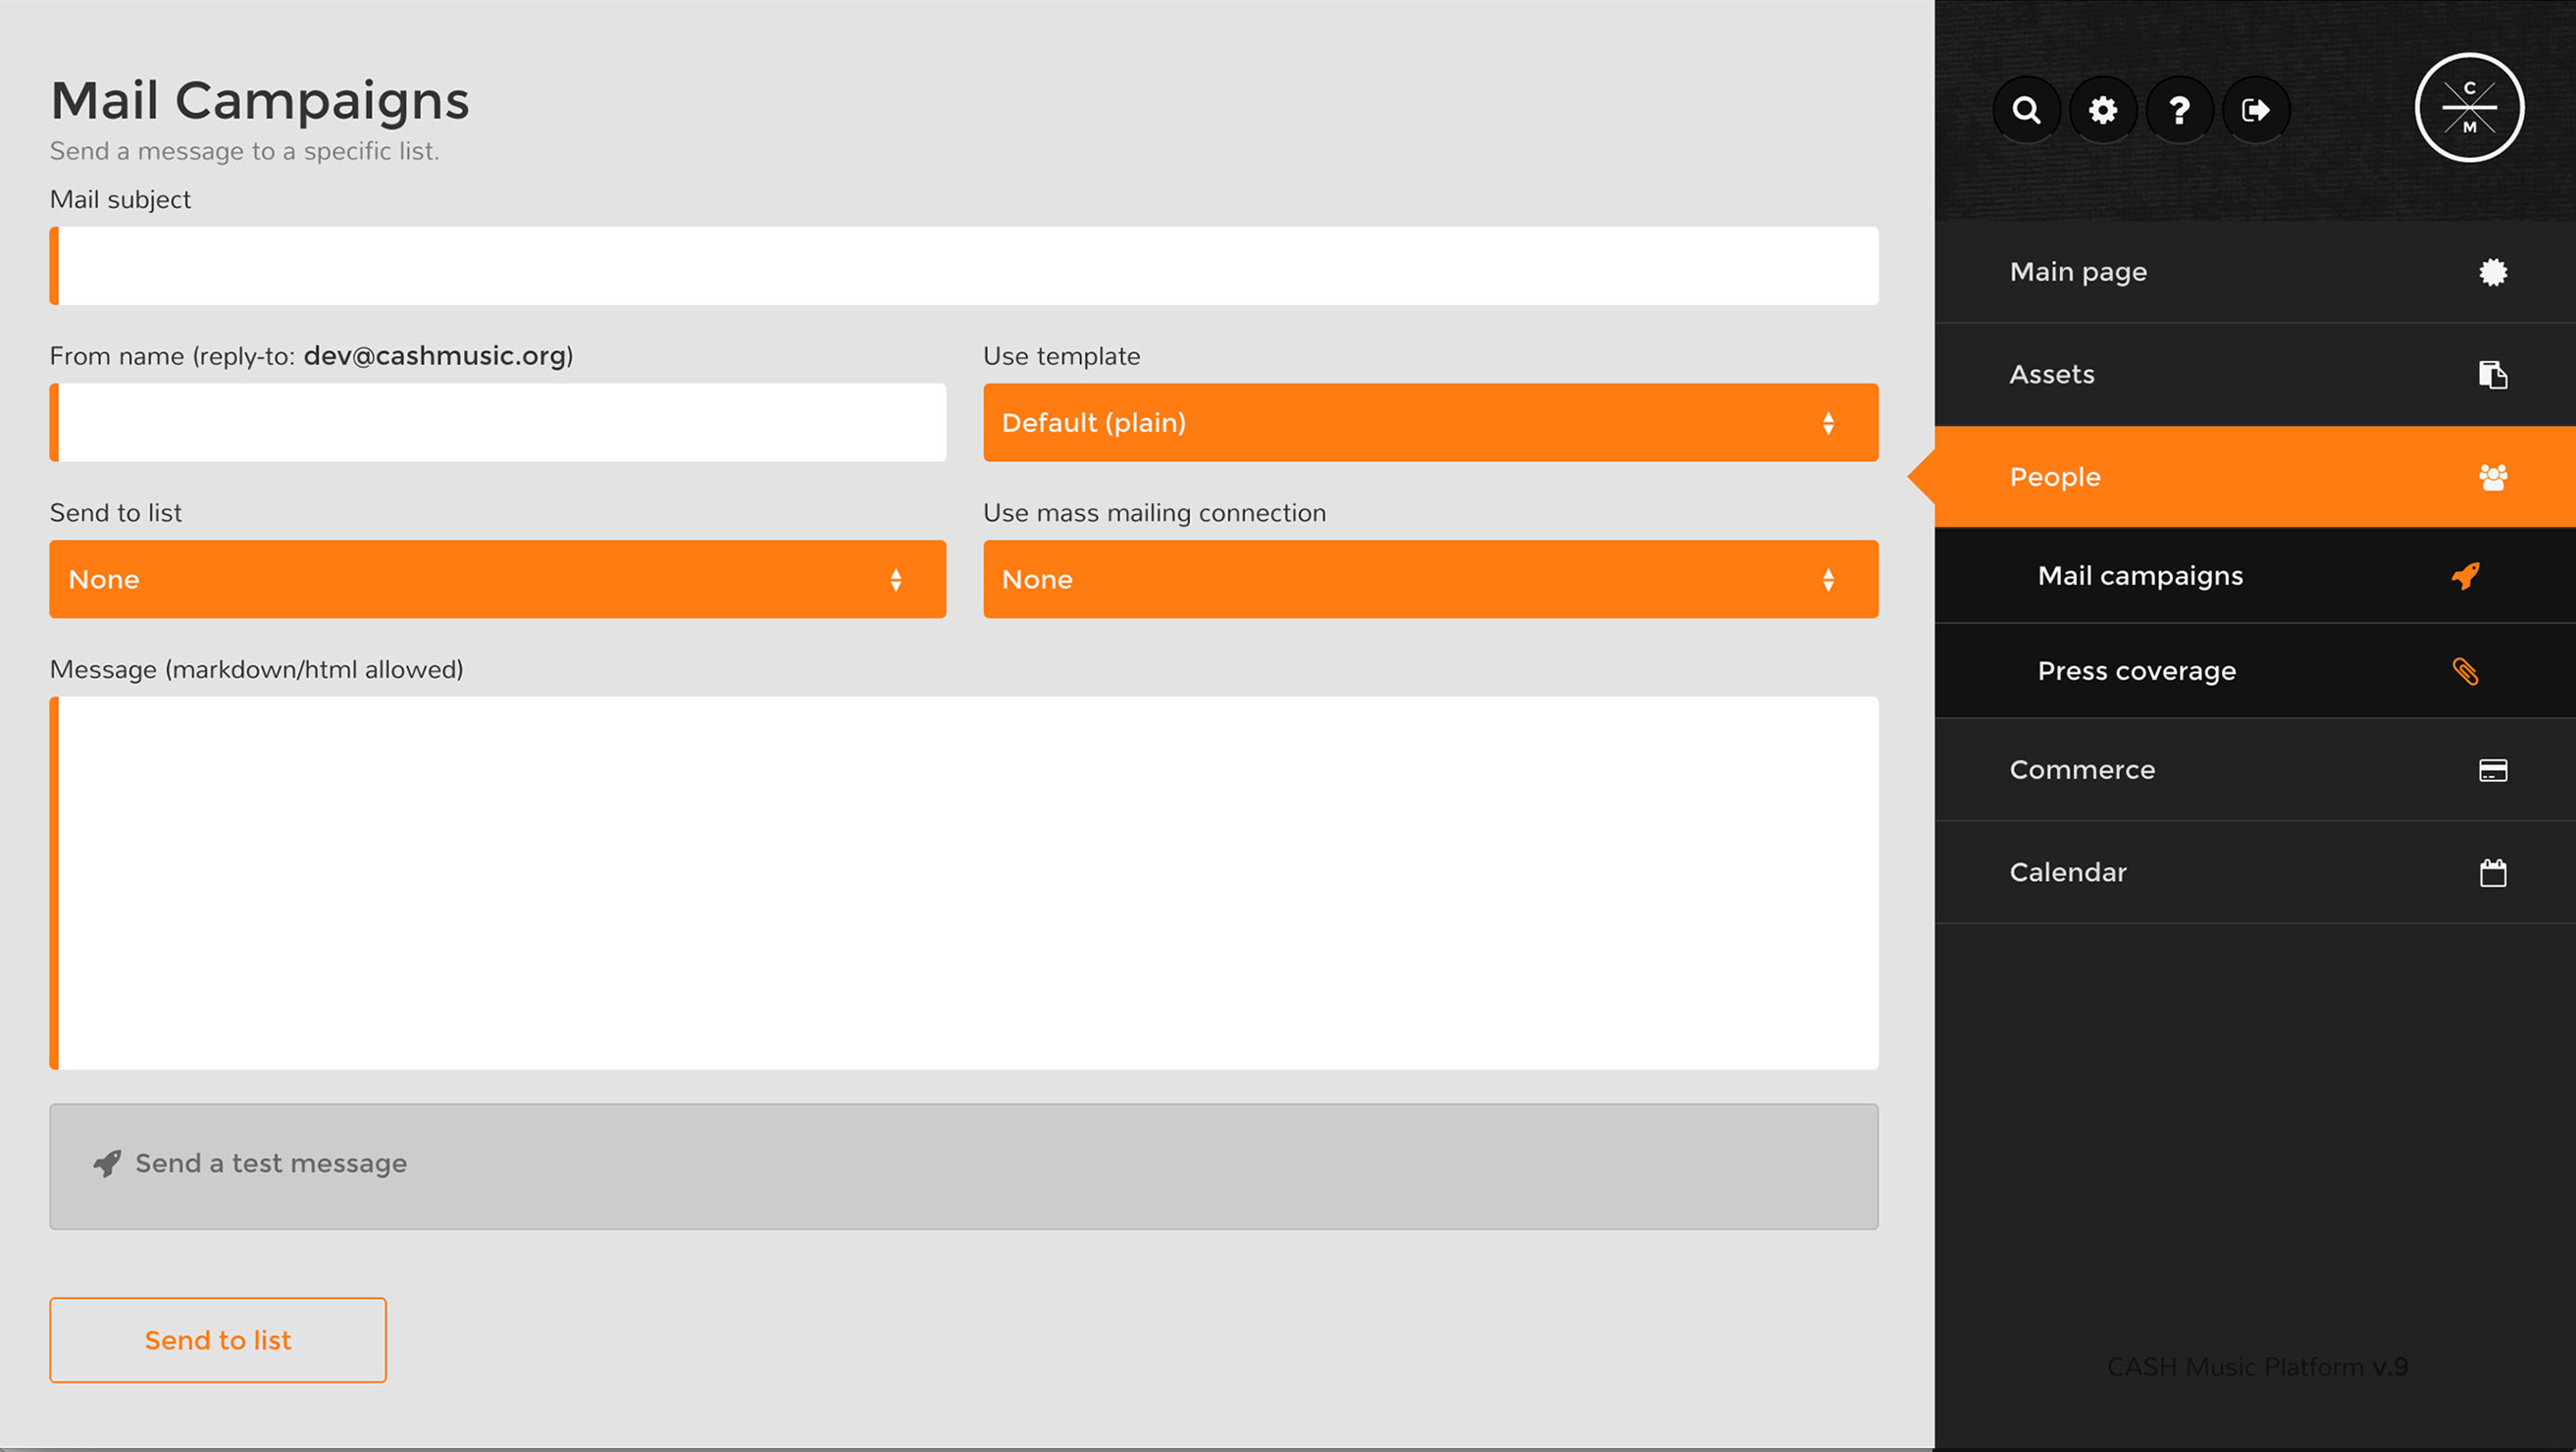 Mail Campaigns
Send a message to a specific list.
Mail subject
From name (reply-to: dev@cashmusic.org)
Use template
Default (plain)
Send to list
Use mass mailing connection
None
None
Message (markdown/html allowed)
Send a test message
Send to list
C
M
Main page
Assets
People
Mail campaigns
Press coverage
Commerce
Calendar
CASH Music Platform v.9